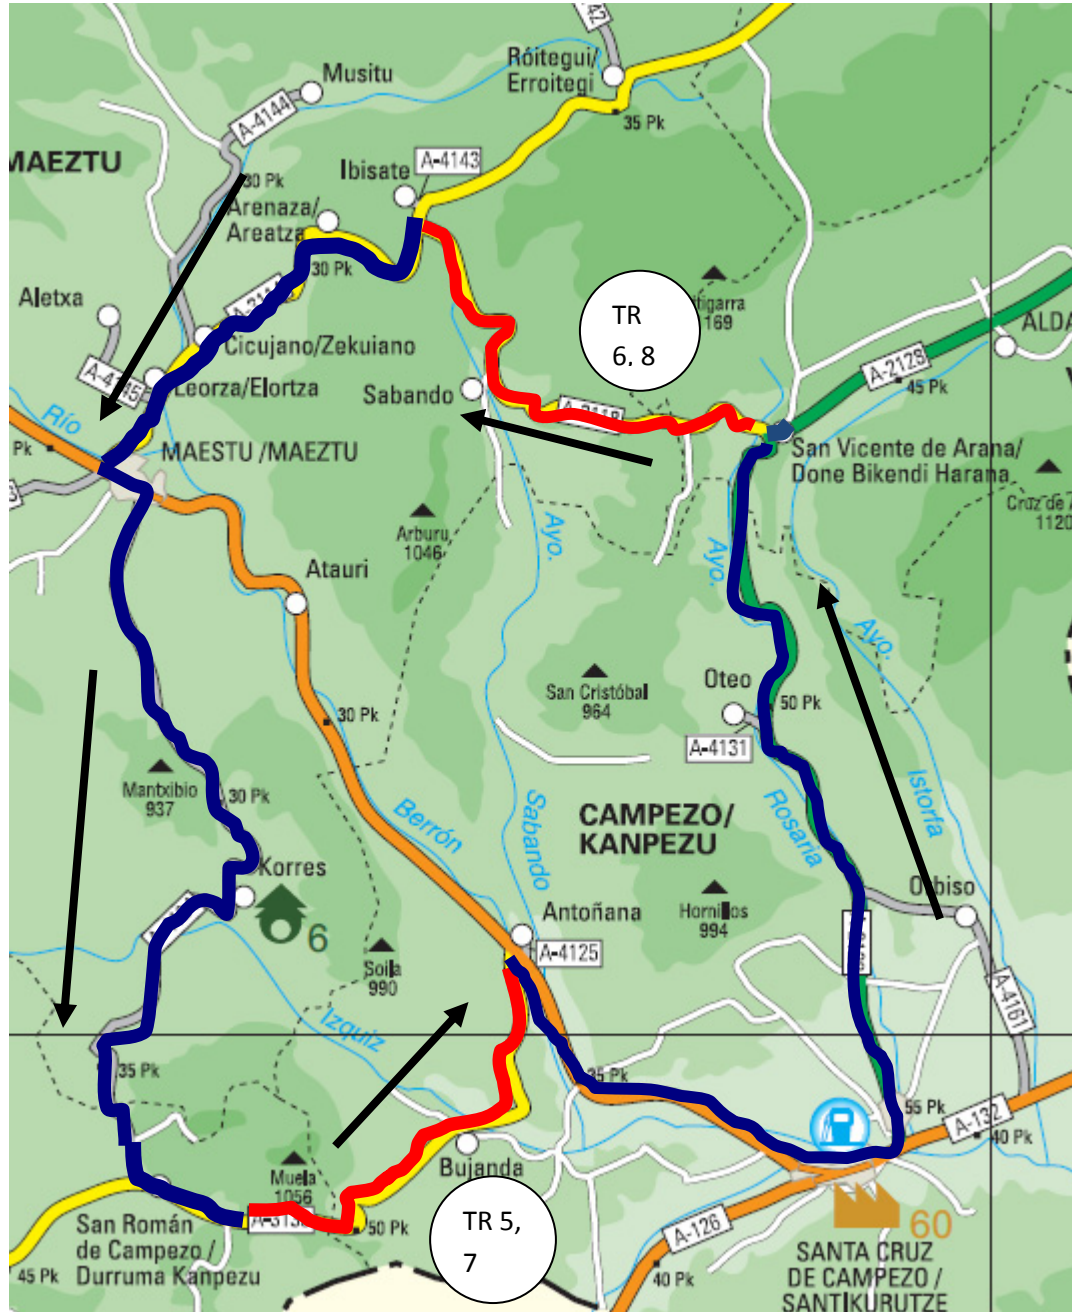 42
Róitegui/
Erroitegi
Musitu
A-4144
MAEZTU
35 Pk
A-4143
Ibisate
30 Pk
Arenaza/
Areatza
30 Pk
Aletxa
Cicujano/Zekuiano
Leorza/Elortza
Río
Pk
MAESTU /MAEZTU
TR
6, 8
169
Sabando
ALDA
A-2128
45 Pk
San Vicente de Arana/
Done Bikendi Harana
Cruz de
1120
Arburu
1046
Ayo.
Ayo.
Ayo.
Atauri
San Cristóbal
964
Oteo
50 Pk
A-4131
30 Pk
Mantxibio
937
30 Pk
Berrón
Sabando
CAMPEZO/
KANPEZU
Rosaria
Istorfa
Korres
6
Antoñana
Hornillos
994
Orbiso
A-4125
Soila
990
Izquiz
A-4161
35 Pk
35 Pk
55 Pk
A-132
40 Pk
Bujanda
Muela
1056
TR 5,
7
50 Pk
San Román
de Campezo /
Durruma Kanpezu
45 Pk
A-126
40 Pk
60
SANTA CRUZ
DE CAMPEZO /
SANTIKURUTZE